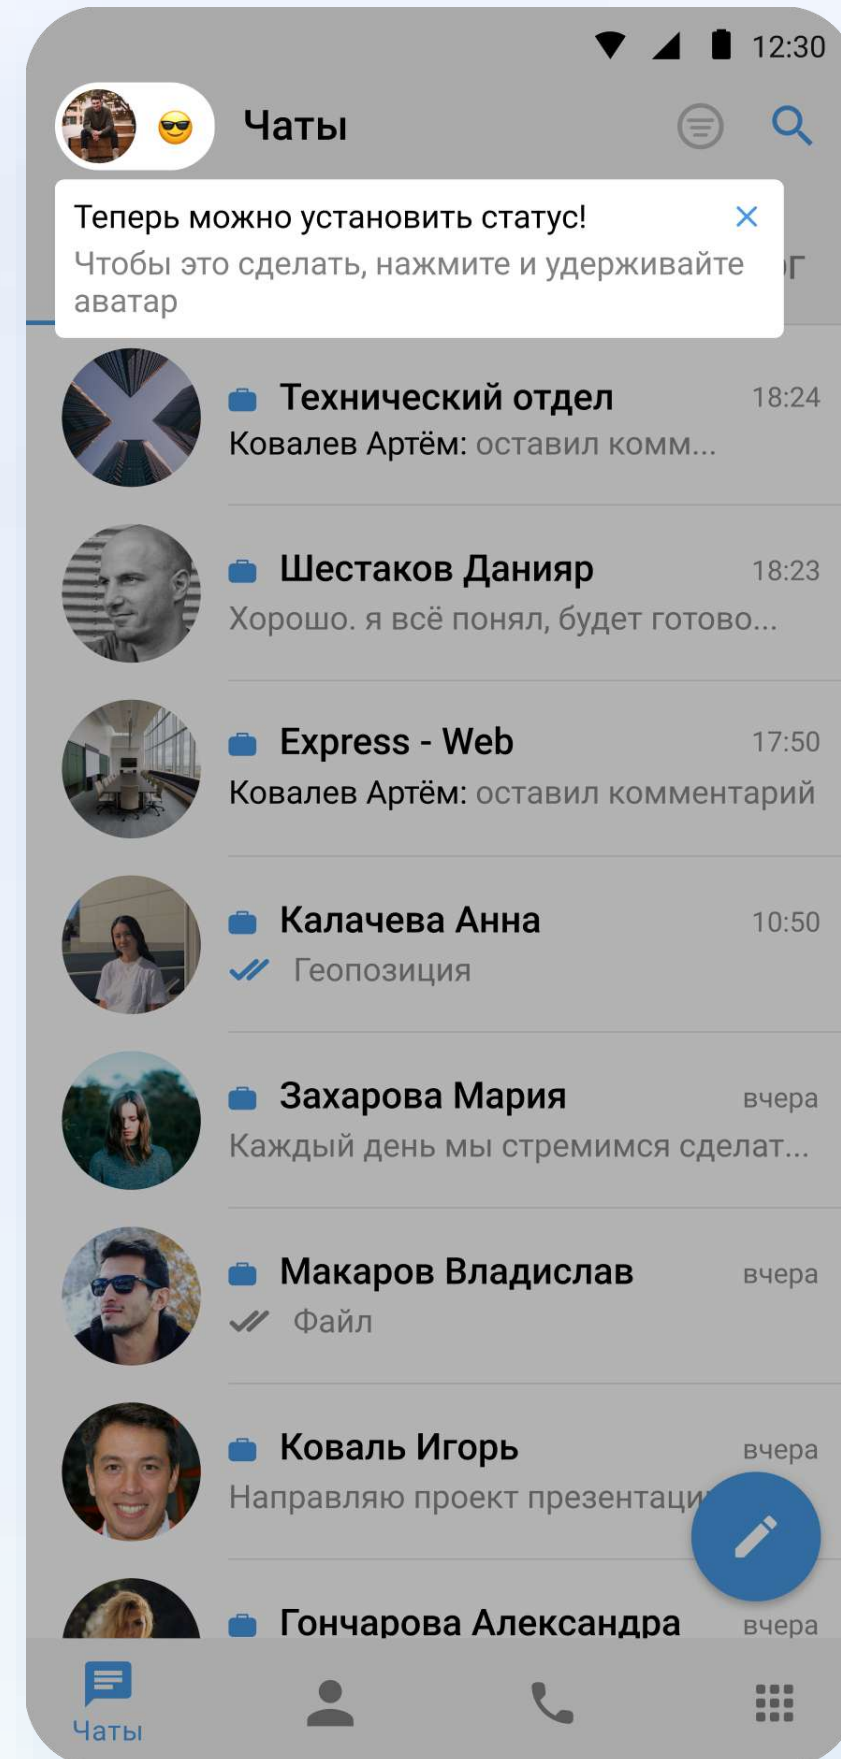 12:30
Чаты
Теперь можно установить статус!
Чтобы это сделать, нажмите и удерживайте
аватар
Технический отдел 18:24
Ковалев Артём: оставил комм...
Шестаков Данияр 18:23
Хорошо. я всё понял, будет готово...
Express - Web 17:50
Ковалев Артём: оставил комментарий
Калачева Анна 10:50
Геопозиция
Захарова Мария вчера
Каждый день мы стремимся сделат...
Макаров Владислав вчера
Файл
Коваль Игорь вчера
Направляю проект
Гончарова Александра вчера
Чаты